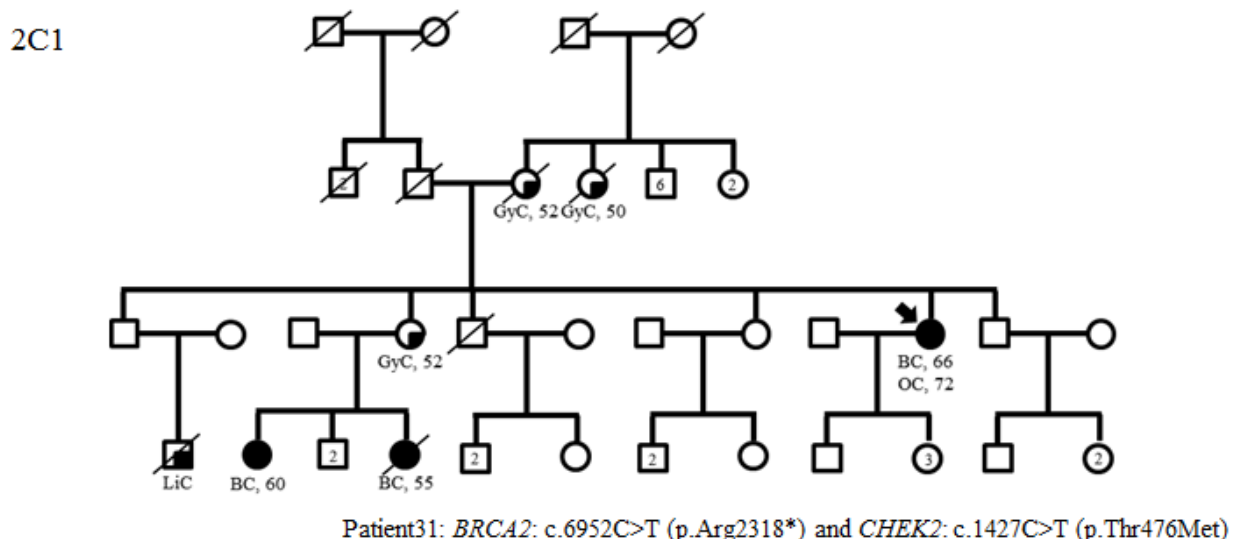 2C1
2 6 2
GyC, 52 GyC, 50
GyC, 52 BC, 66
OC, 72
2 2 2 3 2
LiC BC, 60 BC, 55
Patient31: BRCA2: c.6952C>T (p.Arg2318*) and CHEK2: c.1427C>T (p.Thr476Met)